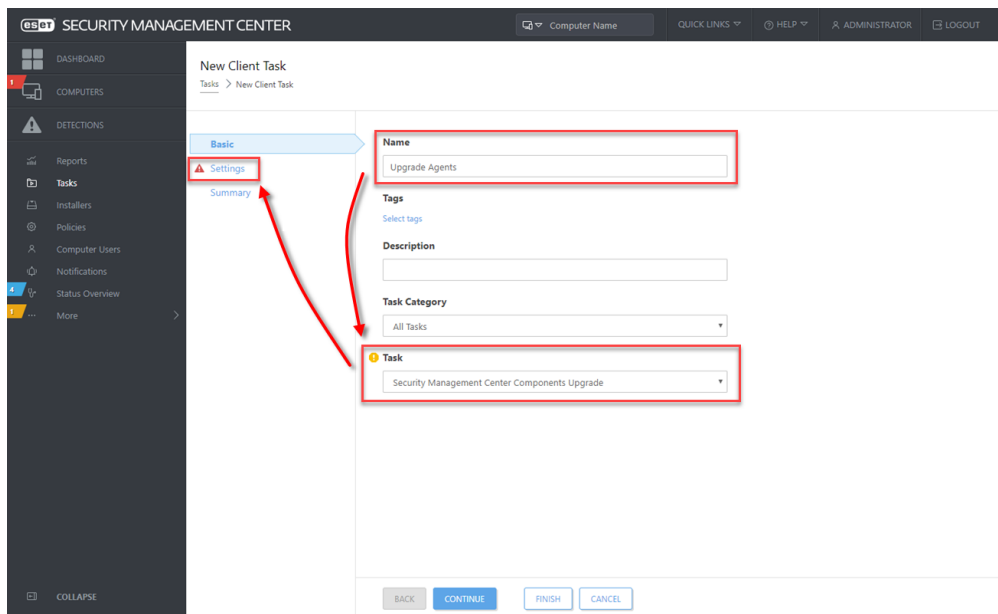 eset SECURITY MANAGEMENT CENTER
Computer Name
QUICK LINKS
HELP
ADMINISTRATOR
LOGOUT
DASHBOARD
1
COMPUTERS
DETECTIONS
Reports
Tasks
Installers
Policies
Computer Users
Notifications
4
Status Overview
1
More
COLLAPSE
New Client Task
Tasks > New Client Task
Basic
Settings
Summary
Name
Upgrade Agents
Tags
Select tags
Description
Task Category
All Tasks
Task
Security Management Center Components Upgrade
BACK
CONTINUE
FINISH
CANCEL